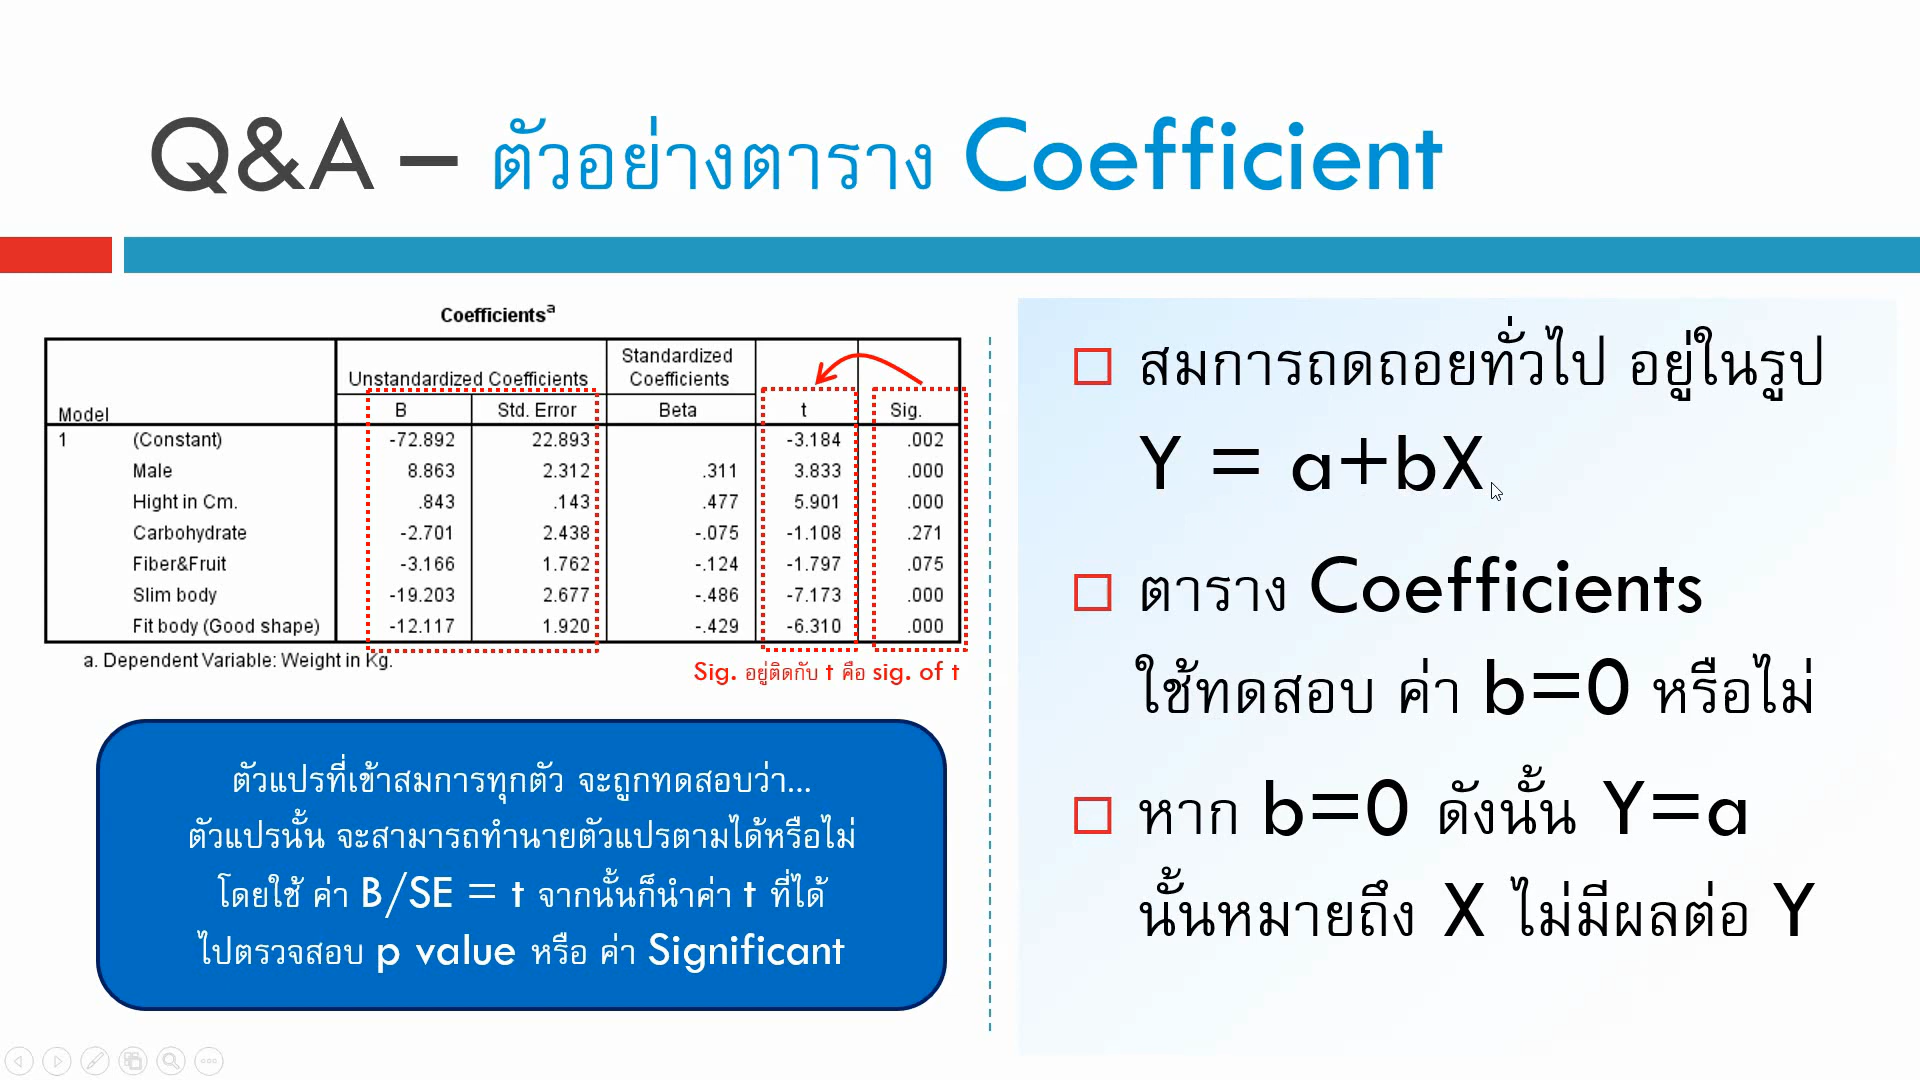 Q&A – ตัวอย่างตาราง Coefficient
Coefficientsᵃ
Model Unstandardized Coefficients Standardized Coefficients t Sig.
B Std. Error Beta
1 (Constant) -72.892 22.893 -3.184 .002
Male 8.863 2.312 .311 3.833 .000
Hight in Cm. .843 .143 .477 5.901 .000
Carbohydrate -2.701 2.438 -.075 -1.108 .271
Fiber&Fruit -3.166 1.762 -.124 -1.797 .075
Slim body -19.203 2.677 -.486 -7.173 .000
Fit body (Good shape) -12.117 1.920 -.429 -6.310 .000
a. Dependent Variable: Weight in Kg.
Sig. อยู่ติดกับ t คือ sig. of t
ตัวแปรที่เข้าสมการทุกตัว จะถูกทดสอบว่า...
ตัวแปรนั้น จะสามารถทำนายตัวแปรตามได้หรือไม่
โดยใช้ ค่า B/SE = t จากนั้นก็นำค่า t ที่ได้
ไปตรวจสอบ p value หรือ ค่า Significant
สมการถดถอยทั่วไป อยู่ในรูป
Y = a+bX
ตาราง Coefficients
ใช้ทดสอบ ค่า b=0 หรือไม่
หาก b=0 ดังนั้น Y=a
นั้นหมายถึง X ไม่มีผลต่อ Y